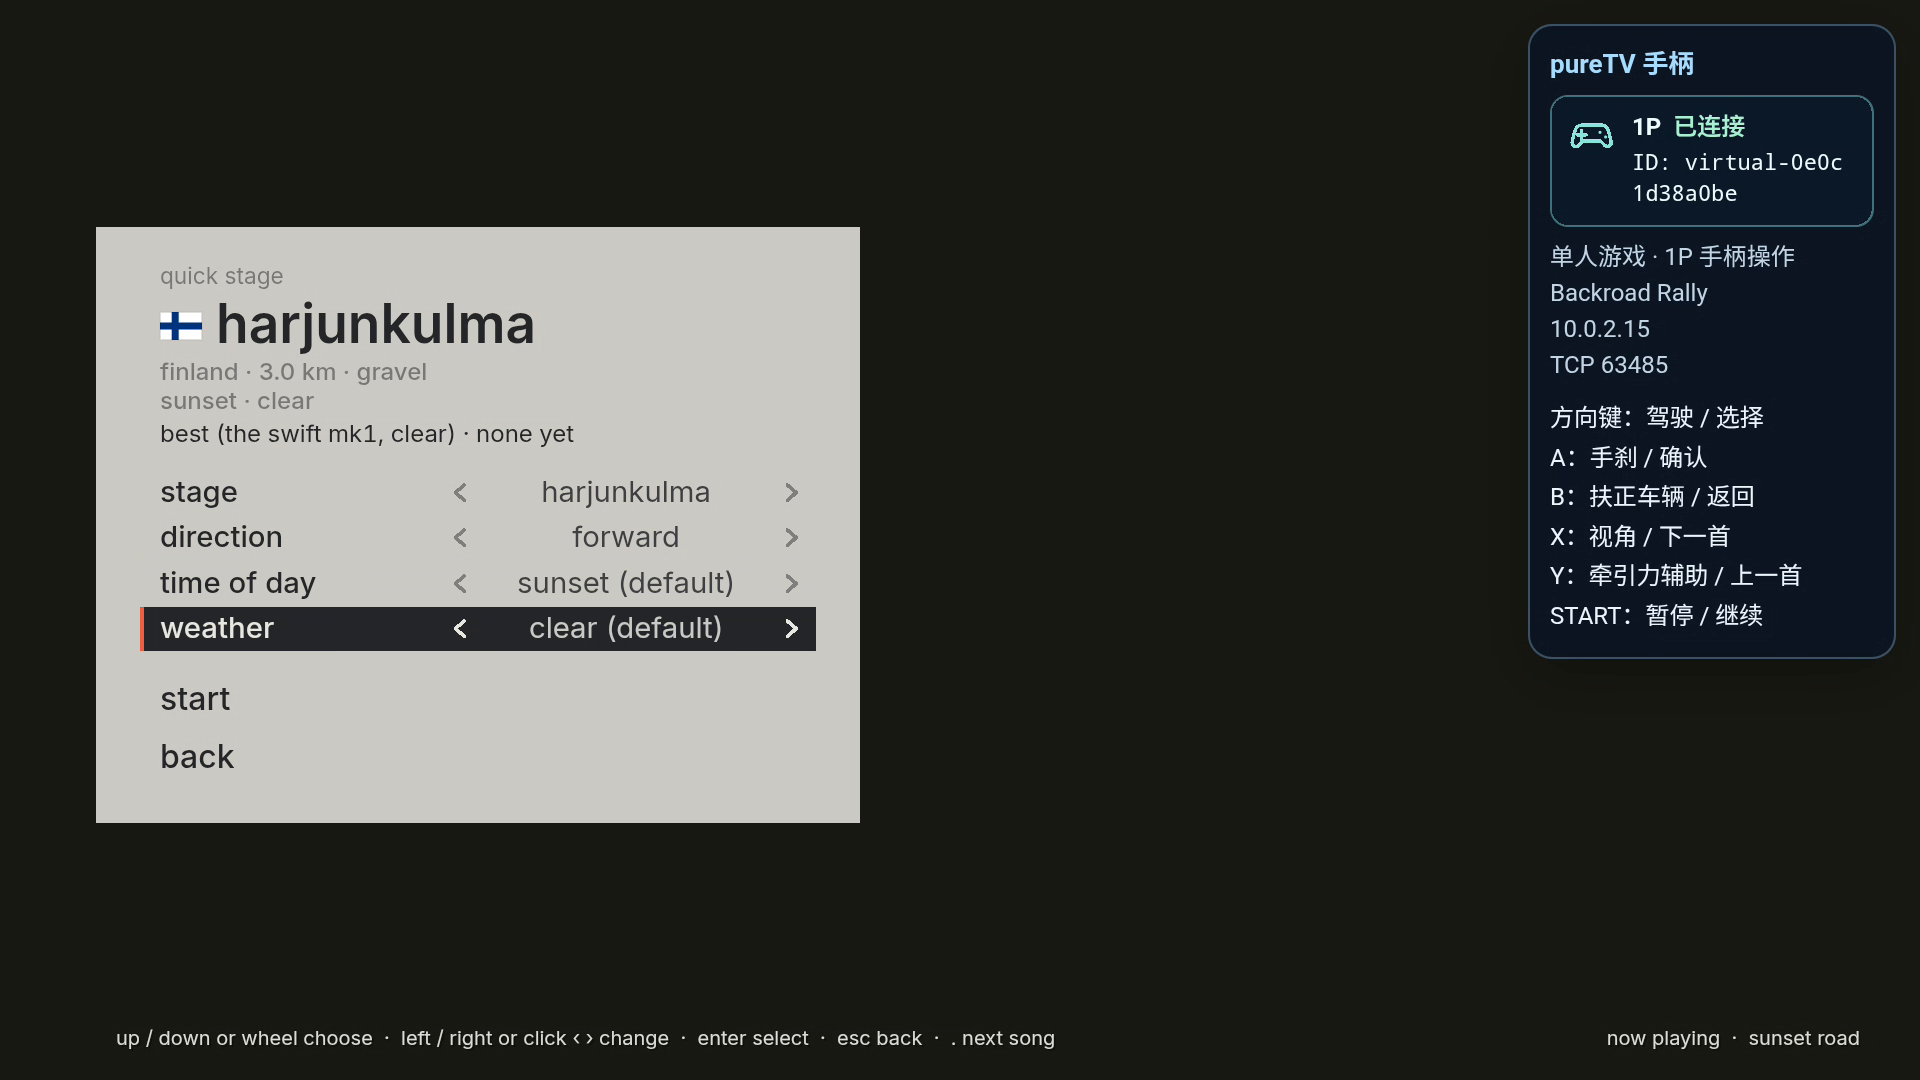 quick stage
harjunkulma
finland · 3.0 km · gravel
sunset · clear
best (the swift mk1, clear) · none yet
stage < harjunkulma >
direction < forward >
time of day < sunset (default) >
weather < clear (default) >
start
back
up / down or wheel choose · left / right or click ‹ › change · enter select · esc back · . next song
now playing · sunset road
pureTV 手柄
1P 已连接
ID: virtual-0e0c
1d38a0be
单人游戏 · 1P 手柄操作
Backroad Rally
10.0.2.15
TCP 63485
方向键：驾驶 / 选择
A：手刹 / 确认
B：扶正车辆 / 返回
X：视角 / 下一首
Y：牵引力辅助 / 上一首
START：暂停 / 继续